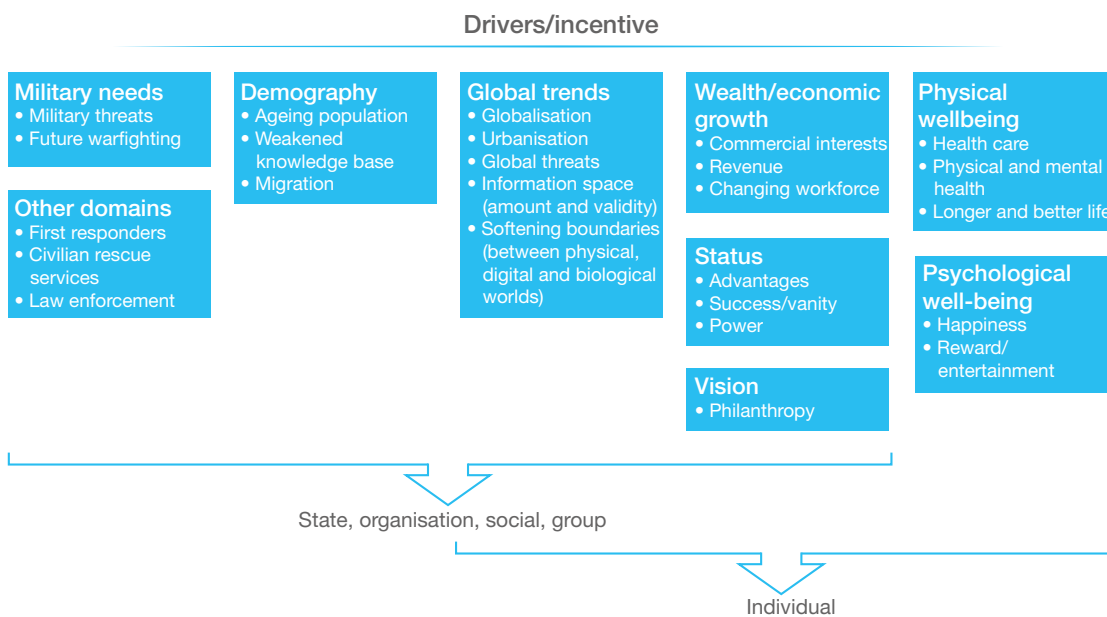 Drivers/incentive
Military needs
• Military threats
• Future warfighting
Other domains
• First responders
• Civilian rescue
services
• Law enforcement
Demography
• Ageing population
• Weakened
knowledge base
• Migration
Global trends
• Globalisation
• Urbanisation
• Global threats
• Information space
(amount and validity)
• Softening boundaries
(between physical,
digital and biological
worlds)
Wealth/economic
growth
• Commercial interests
• Revenue
• Changing workforce
Status
• Advantages
• Success/vanity
• Power
Vision
• Philanthropy
Physical
wellbeing
• Health care
• Physical and mental
health
• Longer and better life
Psychological
well-being
• Happiness
• Reward/
entertainment
State, organisation, social, group
Individual